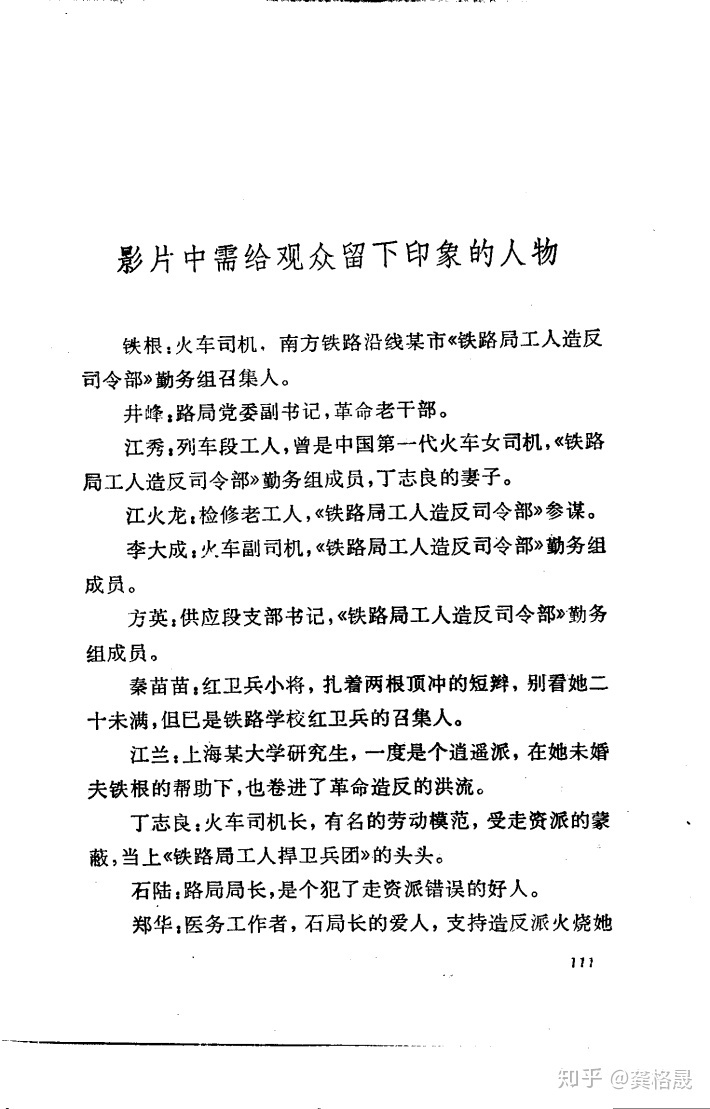 影片中需给观众留下印象的人物
铁根:火车司机，南方铁路沿线某市《铁路局工人造反
司令部》勤务组召集人。
井峰:路局党委副书记,革命老干部。
江秀:列车段工人,曾是中国第一代火车女司机,《铁路
局工人造反司令部》勤务组成员,丁志良的妻子。
江火龙:检修老工人,《铁路局工人造反司令部》参谋。
李大成:火车副司机,《铁路局工人造反司令部》勤务组
成员。
方英:供应段支部书记,《铁路局工人造反司令部》勤务
组成员。
秦苗苗:红卫兵小将，扎着两根顶冲的短辫，别看她二
十未满,但巳是铁路学校红卫兵的召集人。
江兰:上海某大学研究生，一度是个逍遥派，在她未婚
夫铁根的帮助下,也卷进了革命造反的洪流。
丁志良:火车司机长，有名的劳动模范，受走资派的蒙
蔽,当上《铁路局工人捍卫兵团》的头头。
石陆:路局局长,是个犯了走资派错误的好人。
郑华:医务工作者，石局长的爱人，支持造反派火烧她
111
知乎 @龚格晟